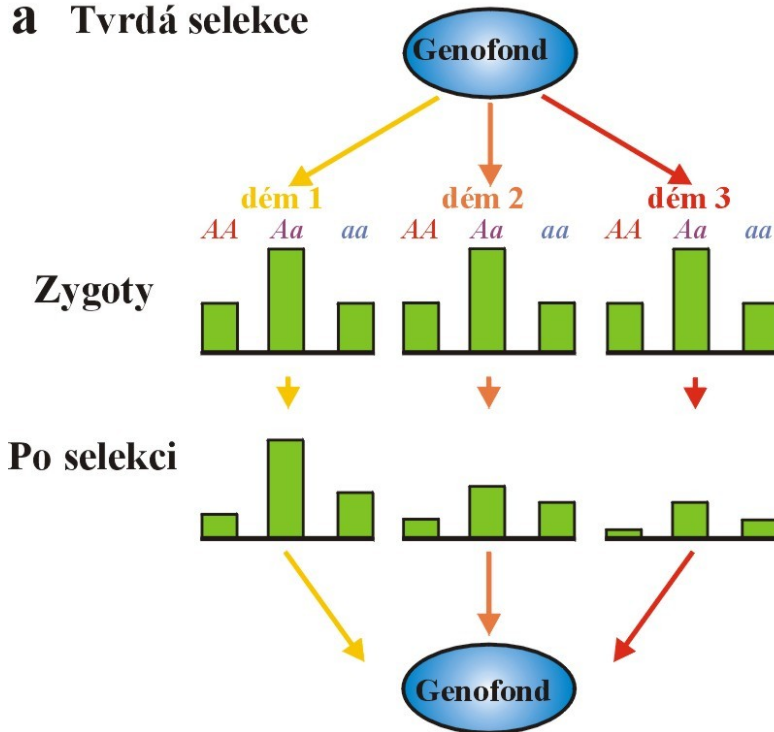 a Tvrdá selekce
Genofond
dém 1 dém 2 dém 3
AA Aa aa AA Aa aa AA Aa aa
Zygoty
Po selekci
Genofond